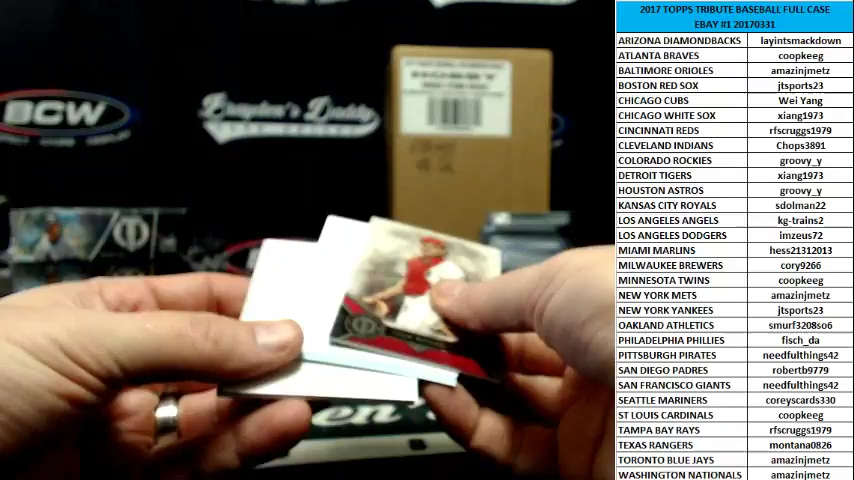 2017 TOPPS TRIBUTE BASEBALL FULL CASE
EBAY #1 20170331
ARIZONA DIAMONDBACKS layintsmackdown
ATLANTA BRAVES coopkeeg
BALTIMORE ORIOLES amazinjmetz
BOSTON RED SOX jtsports23
CHICAGO CUBS Wei Yang
CHICAGO WHITE SOX xiang1973
CINCINNATI REDS rfscruggs1979
CLEVELAND INDIANS Chops3891
COLORADO ROCKIES groovy_y
DETROIT TIGERS xiang1973
HOUSTON ASTROS groovy_y
KANSAS CITY ROYALS sdolman22
LOS ANGELES ANGELS kg-trains2
LOS ANGELES DODGERS imzeus72
MIAMI MARLINS hess21312013
MILWAUKEE BREWERS cory9266
MINNESOTA TWINS coopkeeg
NEW YORK METS amazinjmetz
NEW YORK YANKEES jtsports23
OAKLAND ATHLETICS smurf3208so6
PHILADELPHIA PHILLIES fisch_da
PITTSBURGH PIRATES needfulthings42
SAN DIEGO PADRES robertb9779
SAN FRANCISCO GIANTS needfulthings42
SEATTLE MARINERS coreyscards330
ST LOUIS CARDINALS coopkeeg
TAMPA BAY RAYS rfscruggs1979
TEXAS RANGERS montana0826
TORONTO BLUE JAYS amazinjmetz
WASHINGTON NATIONALS amazinjmetz
BCW
Brayden's Daddy
HOBBY
BCW